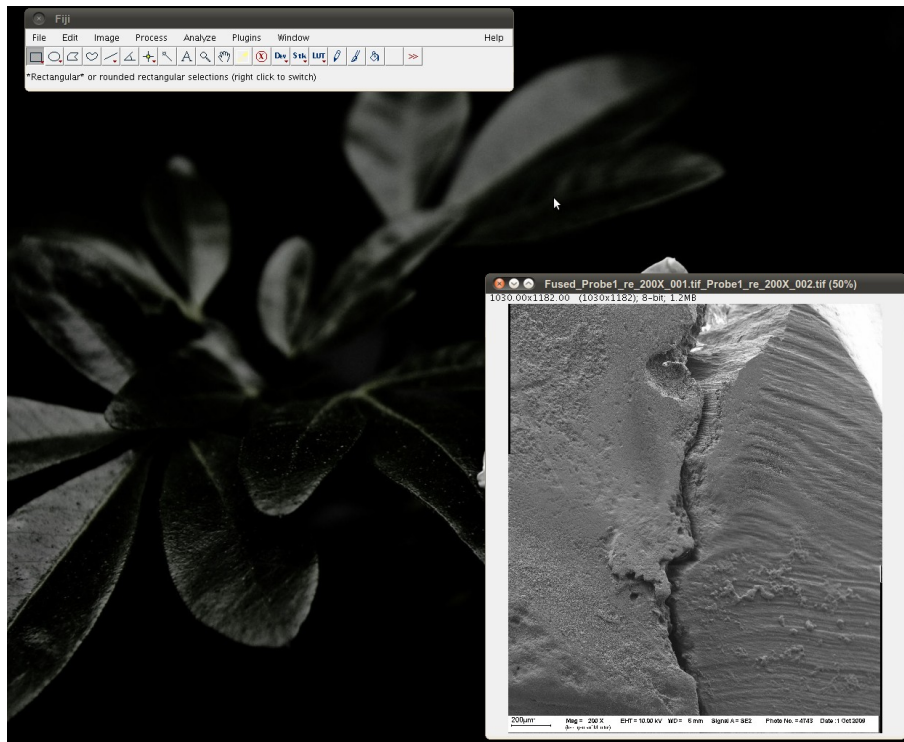 Fiji
File Edit Image Process Analyze Plugins Window Help
A Dev Stk LUT >>
*Rectangular* or rounded rectangular selections (right click to switch)
Fused_Probe1_re_200X_001.tif_Probe1_re_200X_002.tif (50%)
1030.00x1182.00 (1030x1182); 8-bit; 1.2MB
200µm Mag = 200 X EHT = 10.00 kV WD = 6 mm Signal A = SE2 Photo No. = 4743 Date :1 Oct 2009